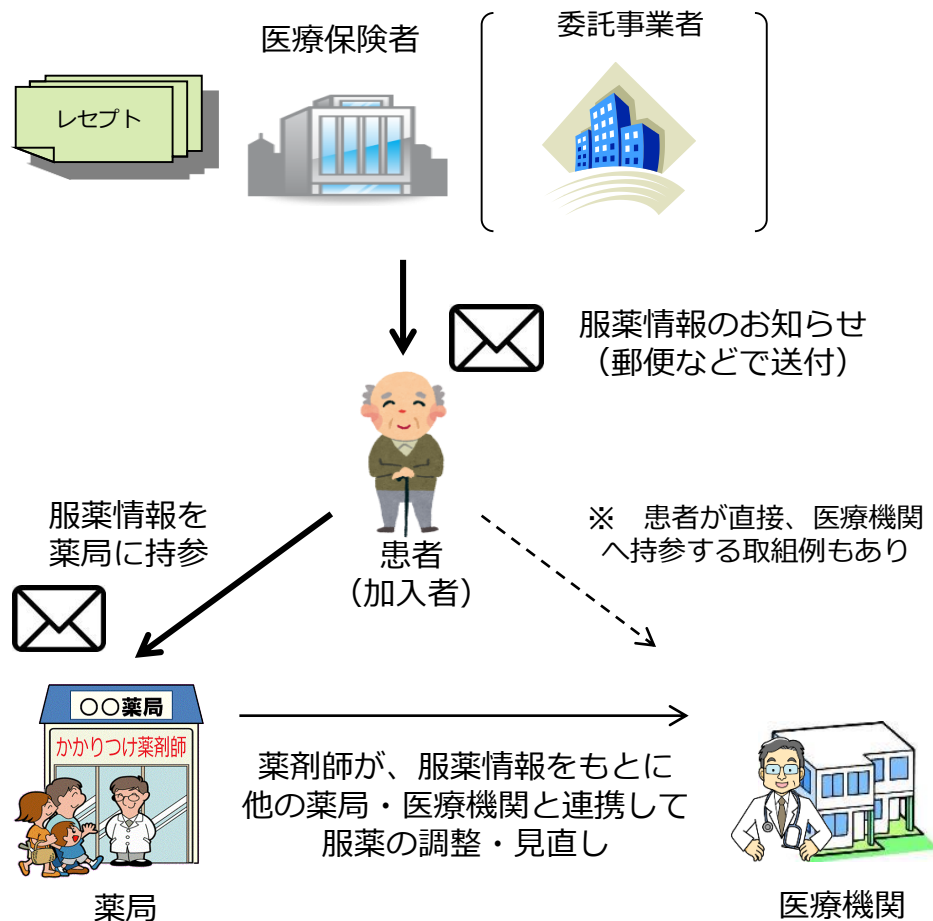 医療保険者
委託事業者
レセプト
服薬情報のお知らせ
（郵便などで送付）
服薬情報を
薬局に持参
※　患者が直接、医療機関
へ持参する取組例もあり
患者
（加入者）
〇〇薬局
かかりつけ薬剤師
薬剤師が、服薬情報をもとに
他の薬局・医療機関と連携して
服薬の調整・見直し
薬局
医療機関